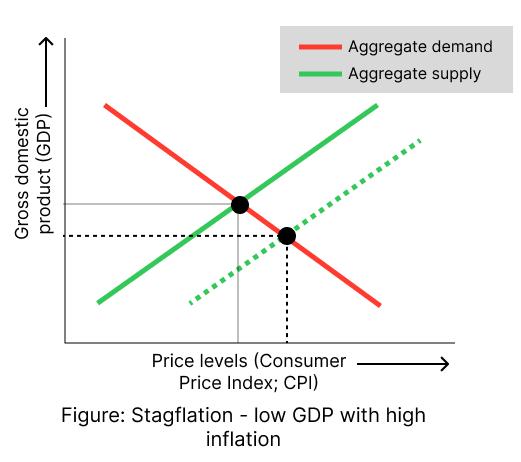 Aggregate demand
Aggregate supply
Gross domestic
product (GDP)
Price levels (Consumer
Price Index; CPI)
Figure: Stagflation - low GDP with high
inflation